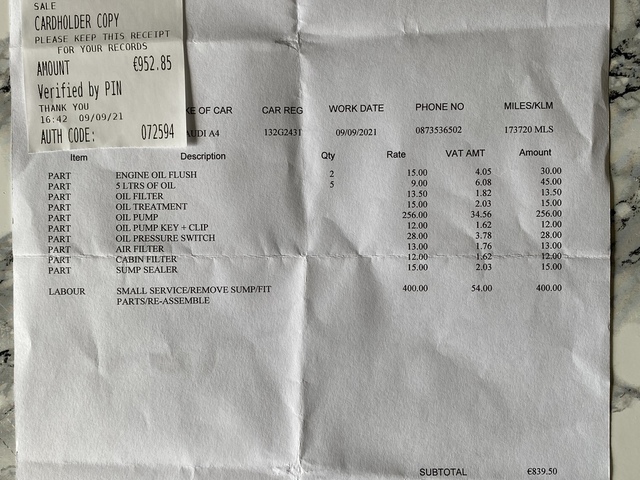 SALE
CARDHOLDER COPY
PLEASE KEEP THIS RECEIPT
FOR YOUR RECORDS
AMOUNT €952.85
Verified by PIN
THANK YOU
16:42 09/09/21
AUTH CODE: 072594
KE OF CAR CAR REG WORK DATE PHONE NO MILES/KLM
AUDI A4 132G2431 09/09/2021 0873536502 173720 MLS
Item Description Qty Rate VAT AMT Amount
PART ENGINE OIL FLUSH 2 15.00 4.05 30.00
PART 5 LTRS OF OIL 5 9.00 6.08 45.00
PART OIL FILTER 13.50 1.82 13.50
PART OIL TREATMENT 15.00 2.03 15.00
PART OIL PUMP 256.00 34.56 256.00
PART OIL PUMP KEY + CLIP 12.00 1.62 12.00
PART OIL PRESSURE SWITCH 28.00 3.78 28.00
PART AIR FILTER 13.00 1.76 13.00
PART CABIN FILTER 12.00 1.62 12.00
PART SUMP SEALER 15.00 2.03 15.00
LABOUR SMALL SERVICE/REMOVE SUMP/FIT 400.00 54.00 400.00
PARTS/RE-ASSEMBLE
SUBTOTAL €839.50